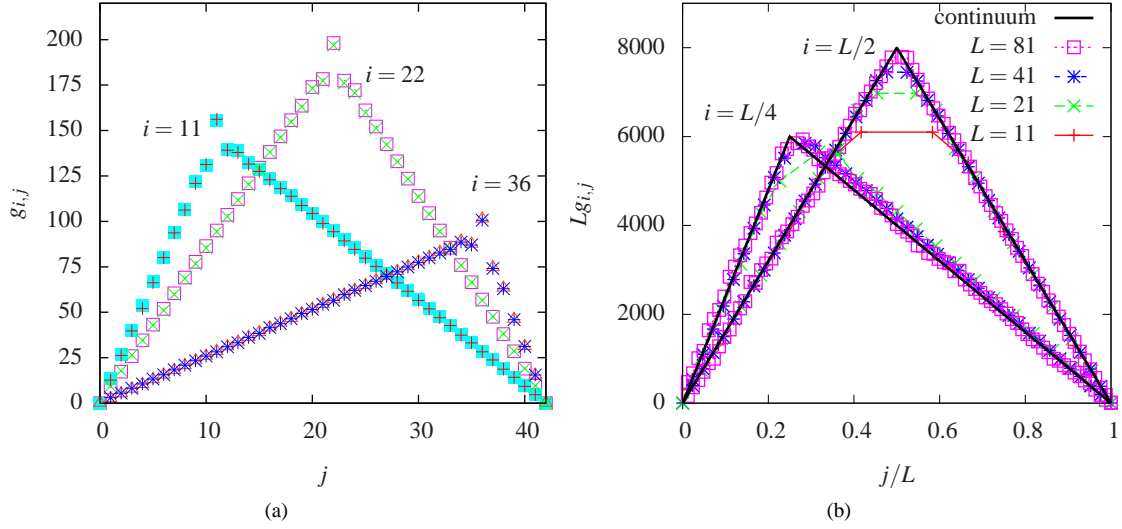 200
175
150
125
100
75
50
25
0
g_{i,j}
i = 11
i = 22
i = 36
0 10 20 30 40
j
(a)
8000
6000
4000
2000
0
Lg_{i,j}
i = L/2
i = L/4
continuum
L = 81
L = 41
L = 21
L = 11
0 0.2 0.4 0.6 0.8 1
j/L
(b)